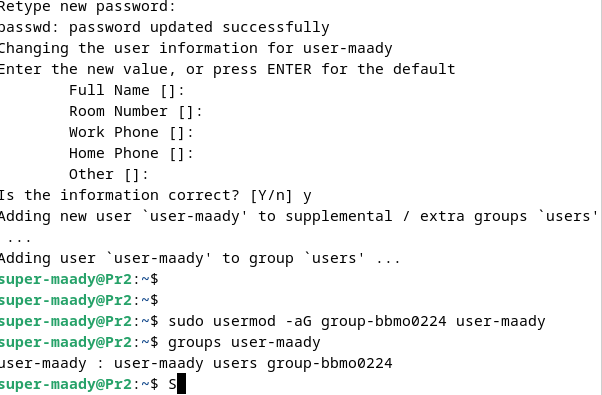 Retype new password:
passwd: password updated successfully
Changing the user information for user-maady
Enter the new value, or press ENTER for the default
Full Name []:
Room Number []:
Work Phone []:
Home Phone []:
Other []:
Is the information correct? [Y/n] y
Adding new user `user-maady' to supplemental / extra groups `users'
...
Adding user `user-maady' to group `users' ...
super-maady@Pr2:~$
super-maady@Pr2:~$
super-maady@Pr2:~$ sudo usermod -aG group-bbmo0224 user-maady
super-maady@Pr2:~$ groups user-maady
user-maady : user-maady users group-bbmo0224
super-maady@Pr2:~$ S